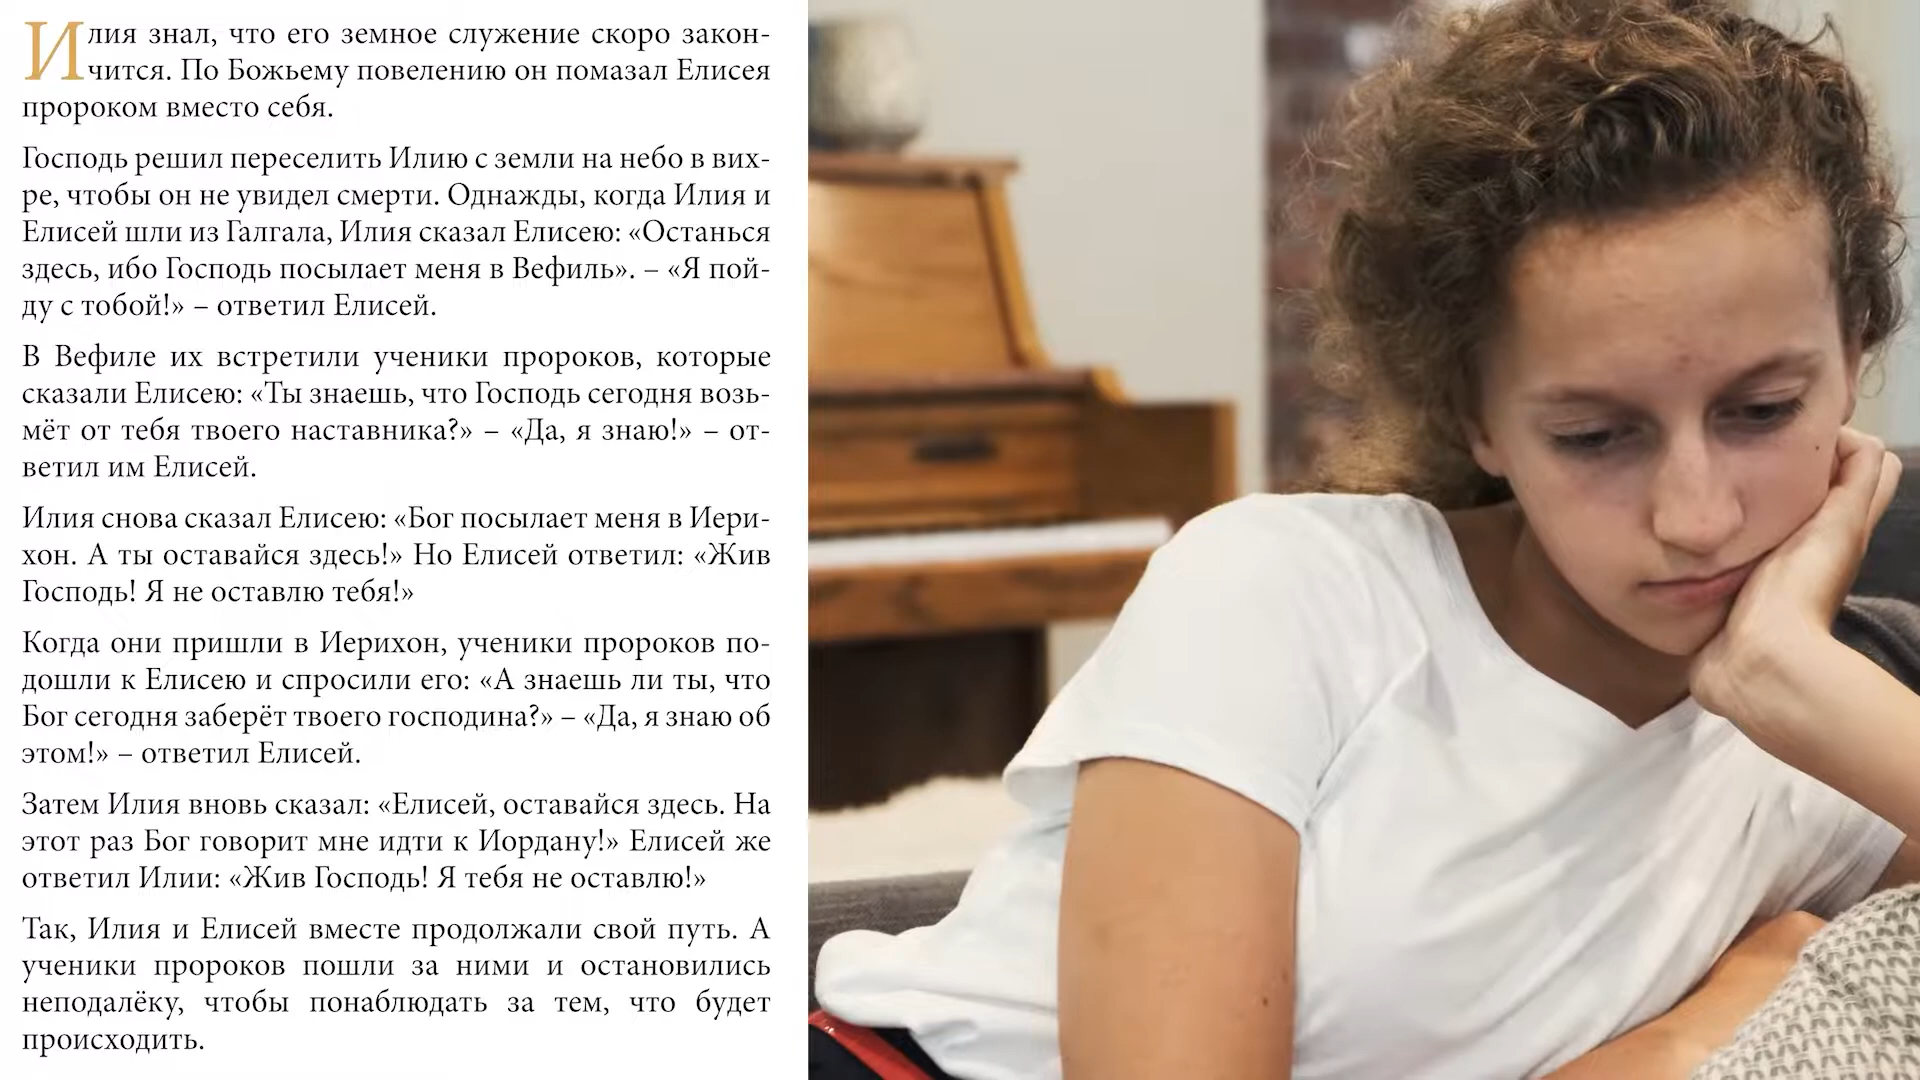 Илия знал, что его земное служение скоро закон-
чится. По Божьему повелению он помазал Елисея
пророком вместо себя.
Господь решил переселить Илию с земли на небо в вих-
ре, чтобы он не увидел смерти. Однажды, когда Илия и
Елисей шли из Галгала, Илия сказал Елисею: «Останься
здесь, ибо Господь посылает меня в Вефиль». – «Я пой-
ду с тобой!» – ответил Елисей.
В Вефиле их встретили ученики пророков, которые
сказали Елисею: «Ты знаешь, что Господь сегодня возь-
мёт от тебя твоего наставника?» – «Да, я знаю!» – от-
ветил им Елисей.
Илия снова сказал Елисею: «Бог посылает меня в Иери-
хон. А ты оставайся здесь!» Но Елисей ответил: «Жив
Господь! Я не оставлю тебя!»
Когда они пришли в Иерихон, ученики пророков по-
дошли к Елисею и спросили его: «А знаешь ли ты, что
Бог сегодня заберёт твоего господина?» – «Да, я знаю об
этом!» – ответил Елисей.
Затем Илия вновь сказал: «Елисей, оставайся здесь. На
этот раз Бог говорит мне идти к Иордану!» Елисей же
ответил Илии: «Жив Господь! Я тебя не оставлю!»
Так, Илия и Елисей вместе продолжали свой путь. А
ученики пророков пошли за ними и остановились
неподалёку, чтобы понаблюдать за тем, что будет
происходить.